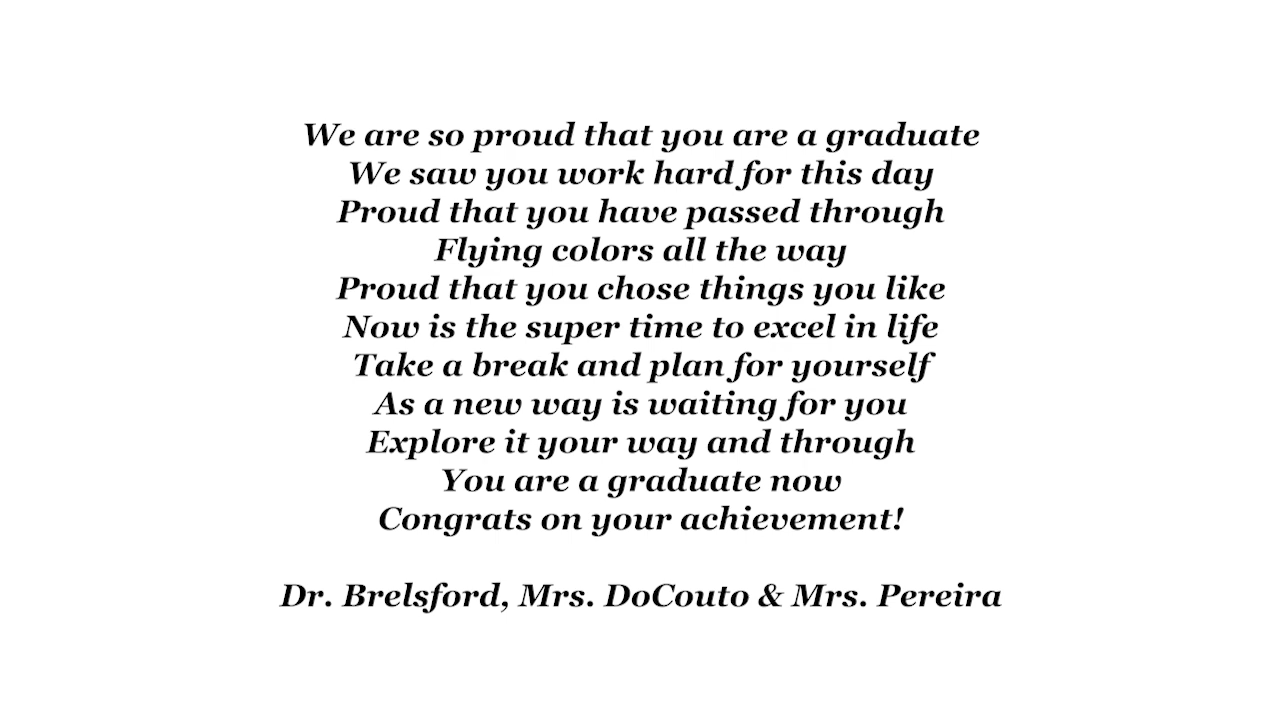 We are so proud that you are a graduate
We saw you work hard for this day
Proud that you have passed through
Flying colors all the way
Proud that you chose things you like
Now is the super time to excel in life
Take a break and plan for yourself
As a new way is waiting for you
Explore it your way and through
You are a graduate now
Congrats on your achievement!
Dr. Brelsford, Mrs. DoCouto & Mrs. Pereira